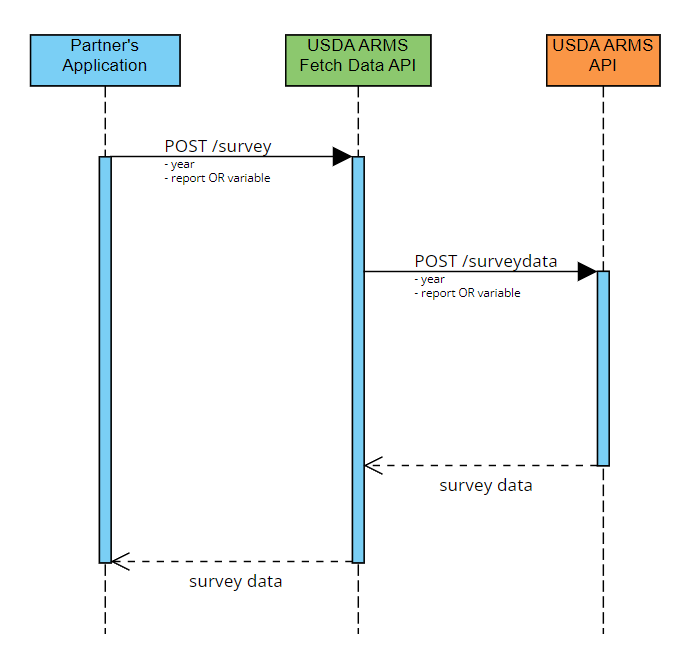 Partner's
Application
USDA ARMS
Fetch Data API
USDA ARMS
API
POST /survey
- year
- report OR variable
POST /surveydata
- year
- report OR variable
survey data
survey data